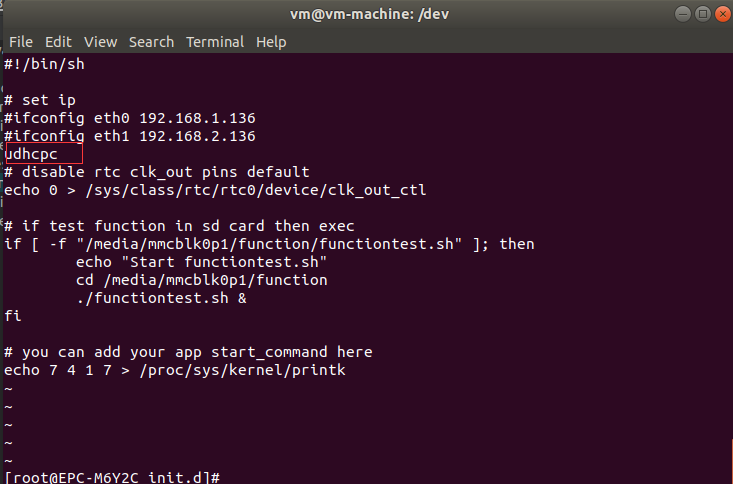 vm@vm-machine: /dev
File Edit View Search Terminal Help
#!/bin/sh
# set ip
#ifconfig eth0 192.168.1.136
#ifconfig eth1 192.168.2.136
udhcpc
# disable rtc clk_out pins default
echo 0 > /sys/class/rtc/rtc0/device/clk_out_ctl
# if test function in sd card then exec
if [ -f "/media/mmcblk0p1/function/functiontest.sh" ]; then
        echo "Start functiontest.sh"
        cd /media/mmcblk0p1/function
        ./functiontest.sh &
fi
# you can add your app start_command here
echo 7 4 1 7 > /proc/sys/kernel/printk
~
~
~
~
~
[root@EPC-M6Y2C init.d]#